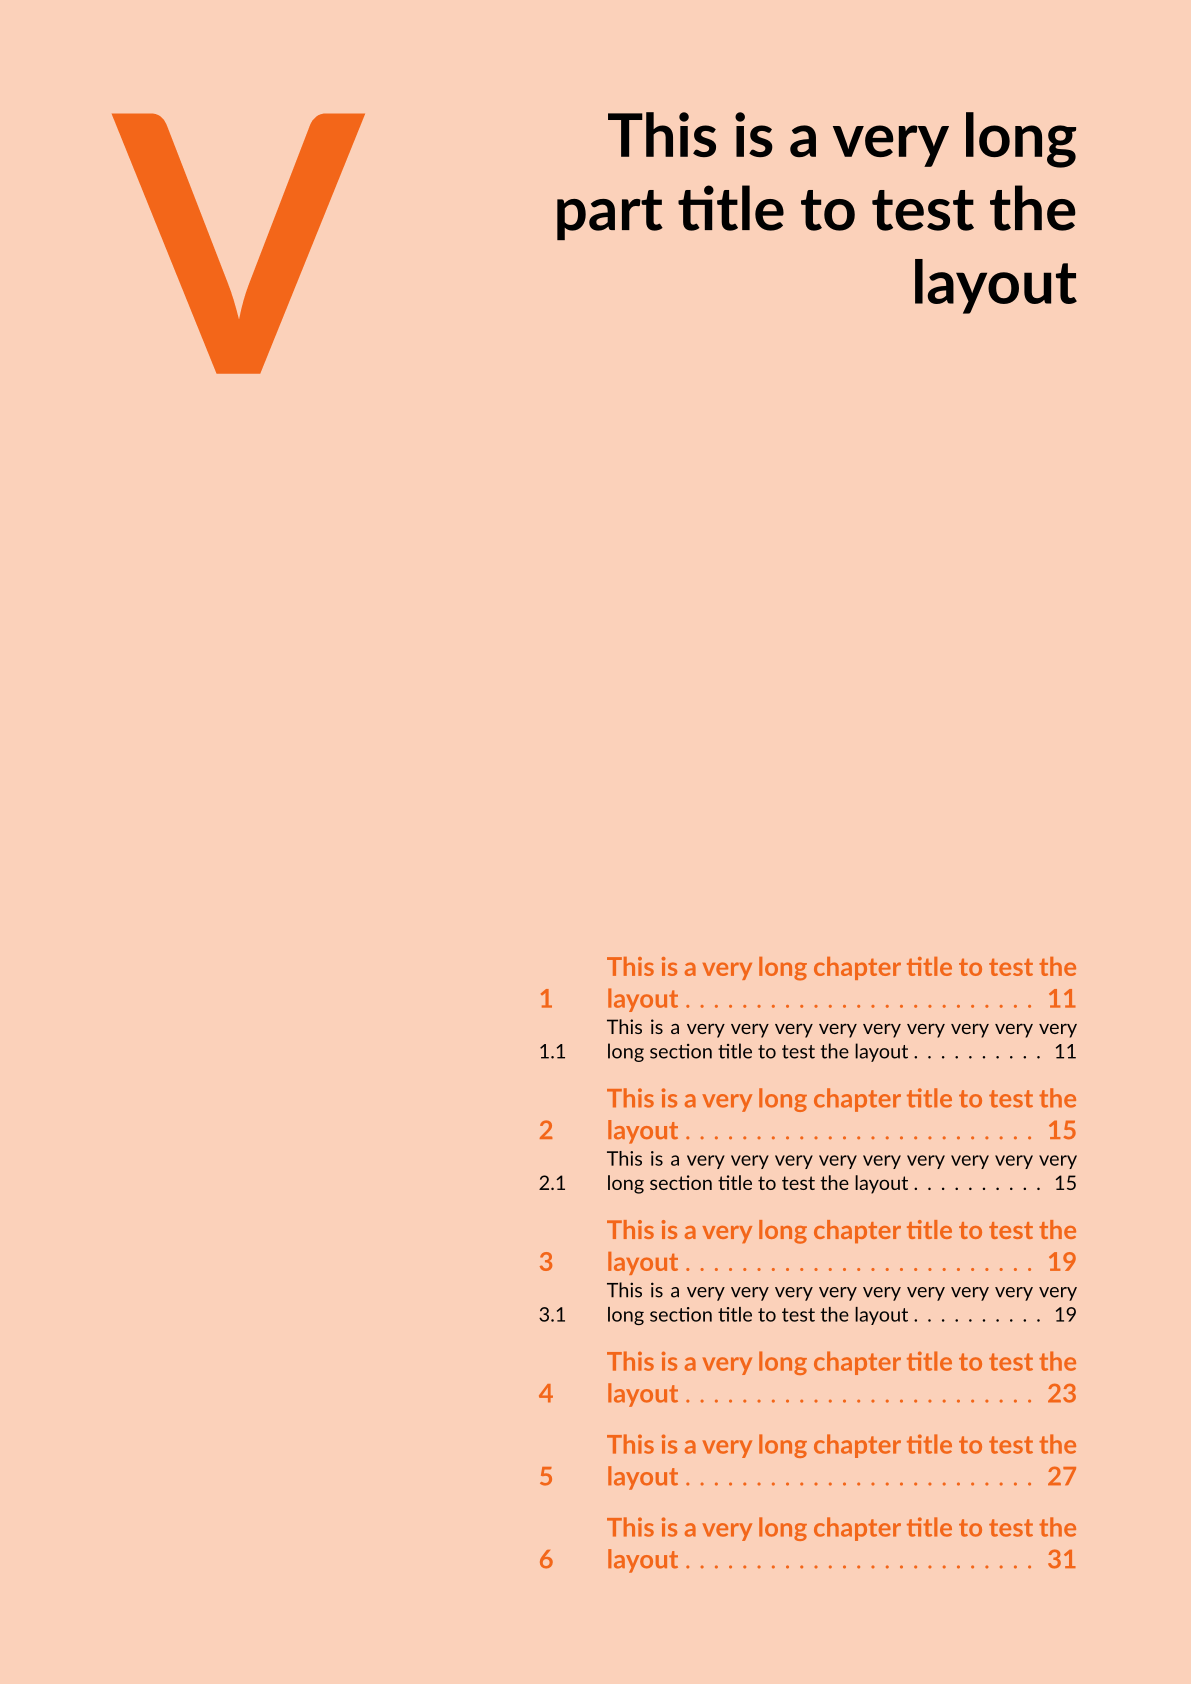 V
This is a very long
part title to test the
layout
This is a very long chapter title to test the
1 layout . . . . . . . . . . . . . . . . . . . . . . . . . 11
This is a very very very very very very very very very
1.1 long section title to test the layout . . . . . . . . . . 11
This is a very long chapter title to test the
2 layout . . . . . . . . . . . . . . . . . . . . . . . . . 15
This is a very very very very very very very very very
2.1 long section title to test the layout . . . . . . . . . . 15
This is a very long chapter title to test the
3 layout . . . . . . . . . . . . . . . . . . . . . . . . . 19
This is a very very very very very very very very very
3.1 long section title to test the layout . . . . . . . . . . 19
This is a very long chapter title to test the
4 layout . . . . . . . . . . . . . . . . . . . . . . . . . 23
This is a very long chapter title to test the
5 layout . . . . . . . . . . . . . . . . . . . . . . . . . 27
This is a very long chapter title to test the
6 layout . . . . . . . . . . . . . . . . . . . . . . . . . 31